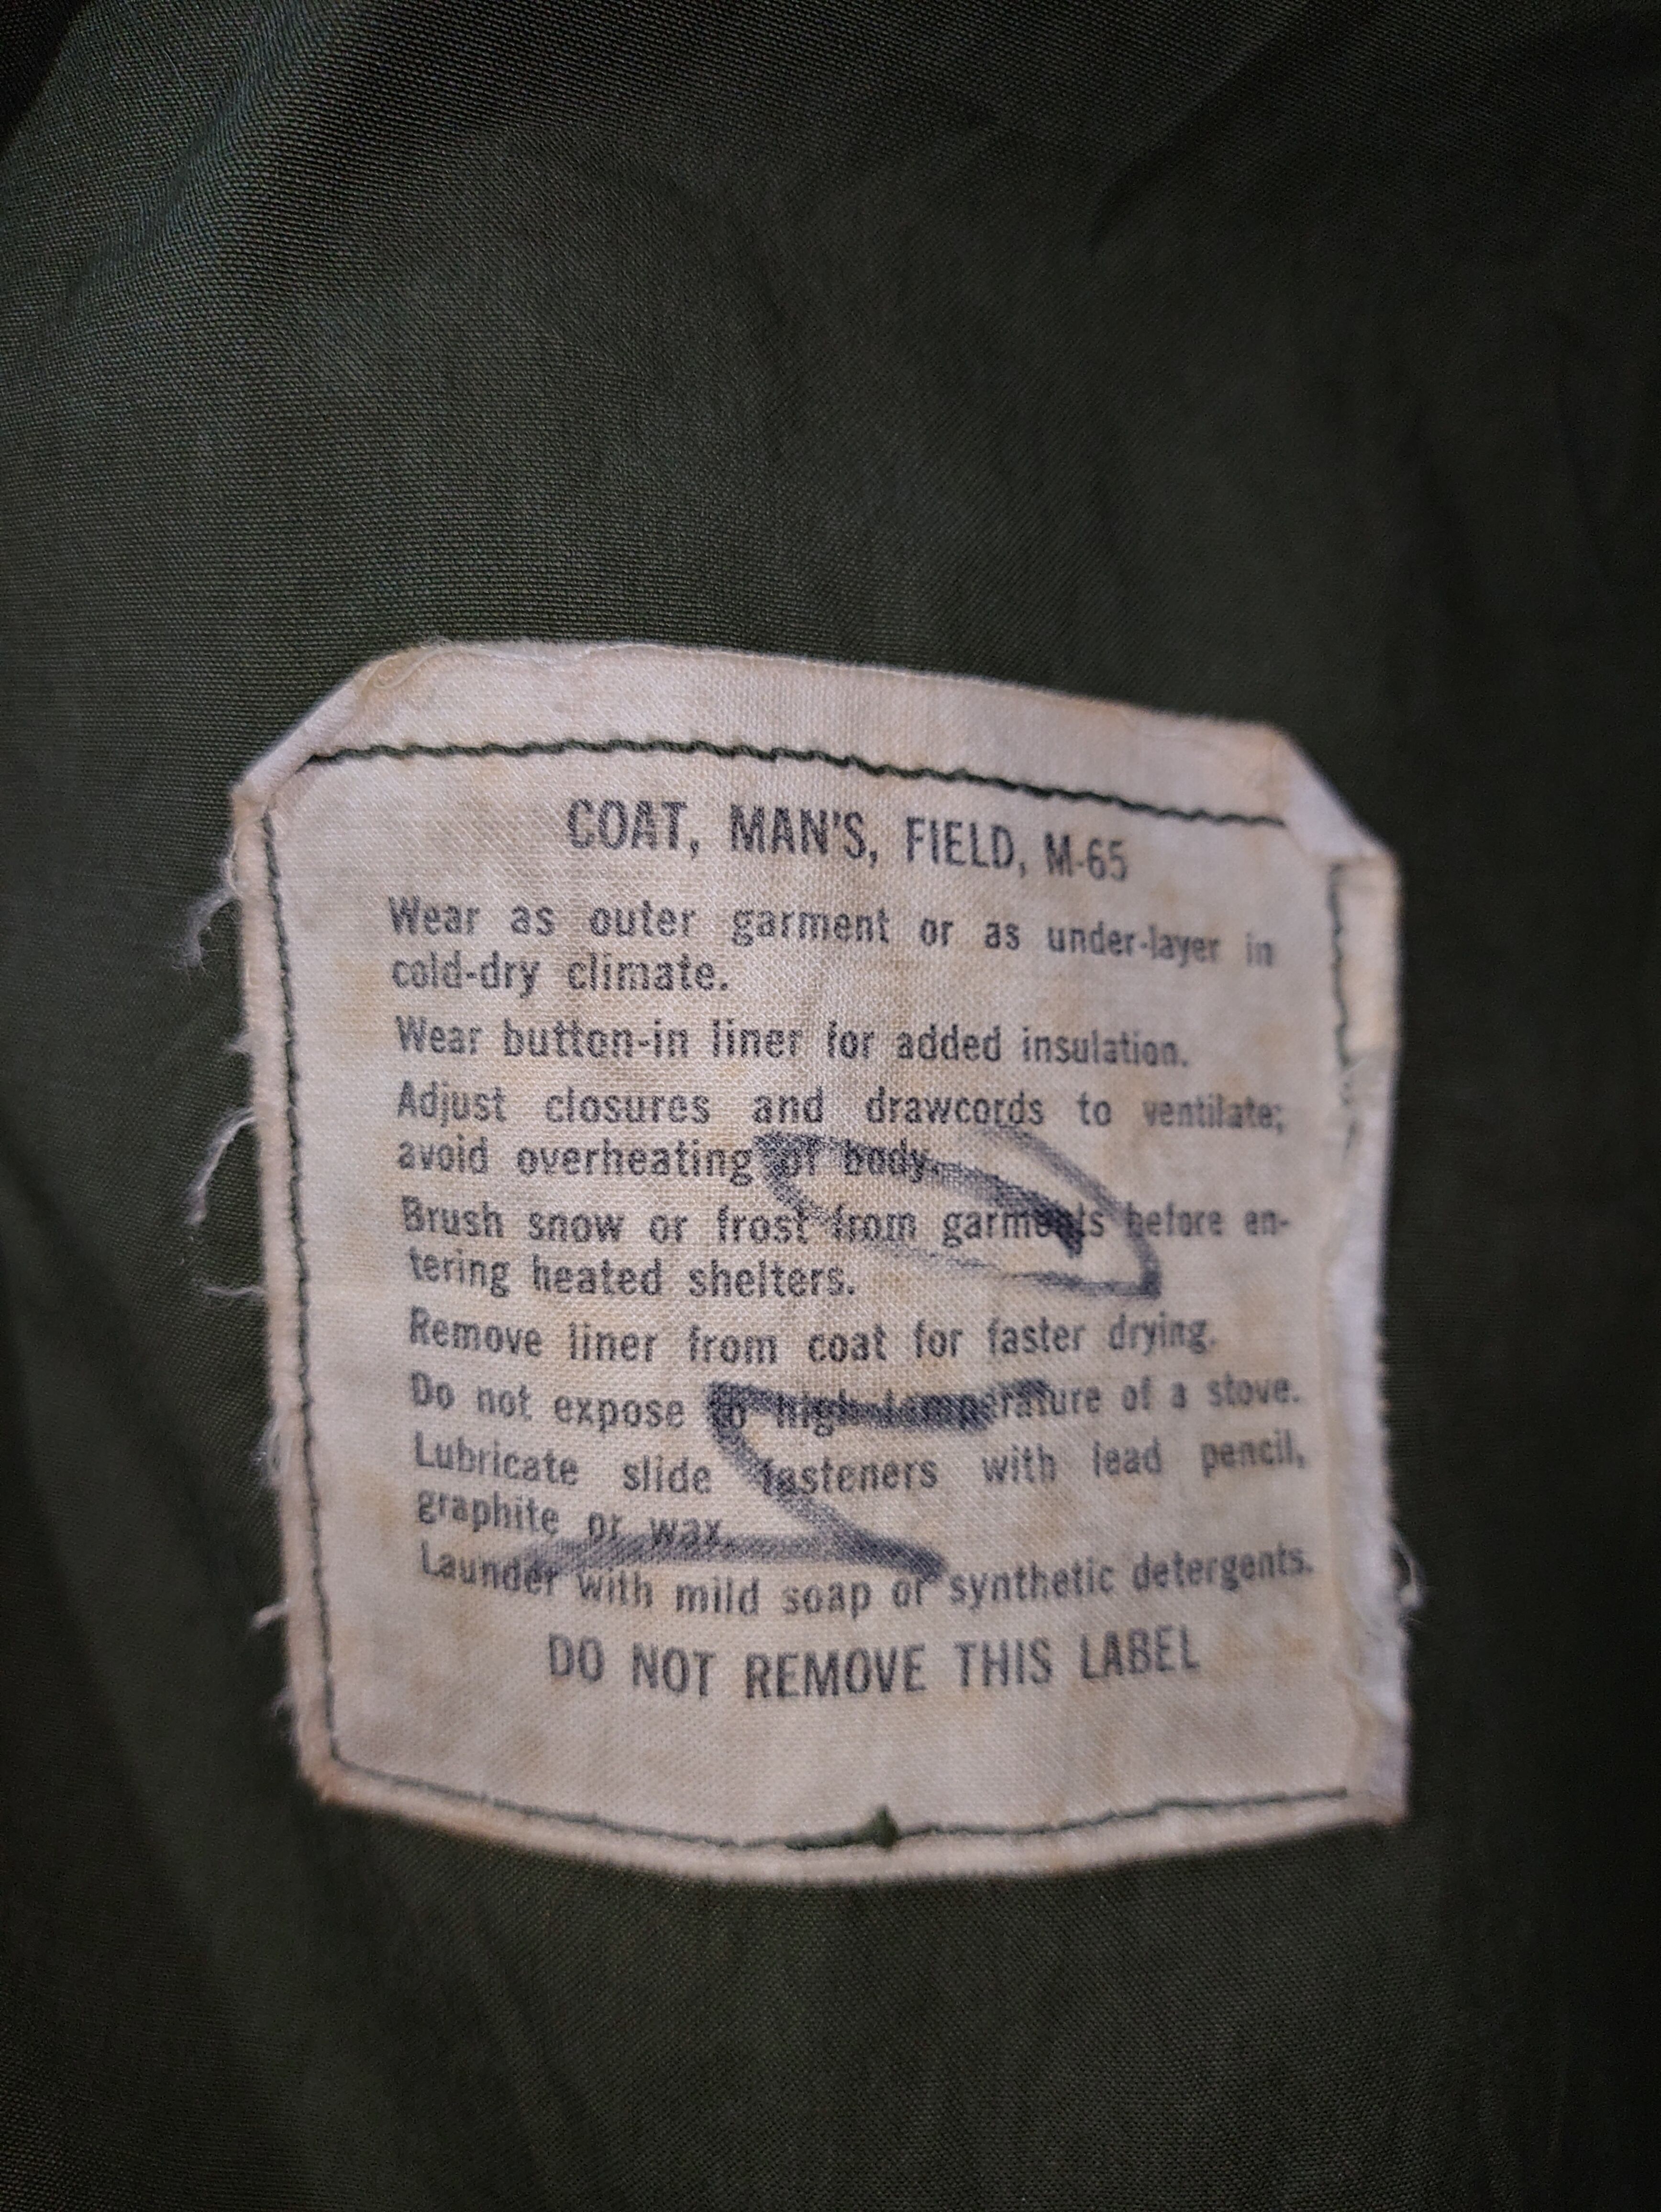 COAT, MAN'S, FIELD, M-65
Wear as outer garment or as under-layer in
cold-dry climate.
Wear button-in liner for added insulation.
Adjust closures and drawcords to ventilate;
avoid overheating of body.
Brush snow or frost from garments before en-
tering heated shelters.
Remove liner from coat for faster drying.
Do not expose to high temperature of a stove.
Lubricate slide fasteners with lead pencil,
graphite or wax.
Launder with mild soap or synthetic detergents.
DO NOT REMOVE THIS LABEL